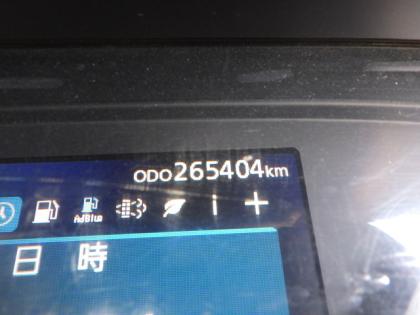 ODO265404km
AdBlue i +
日 時